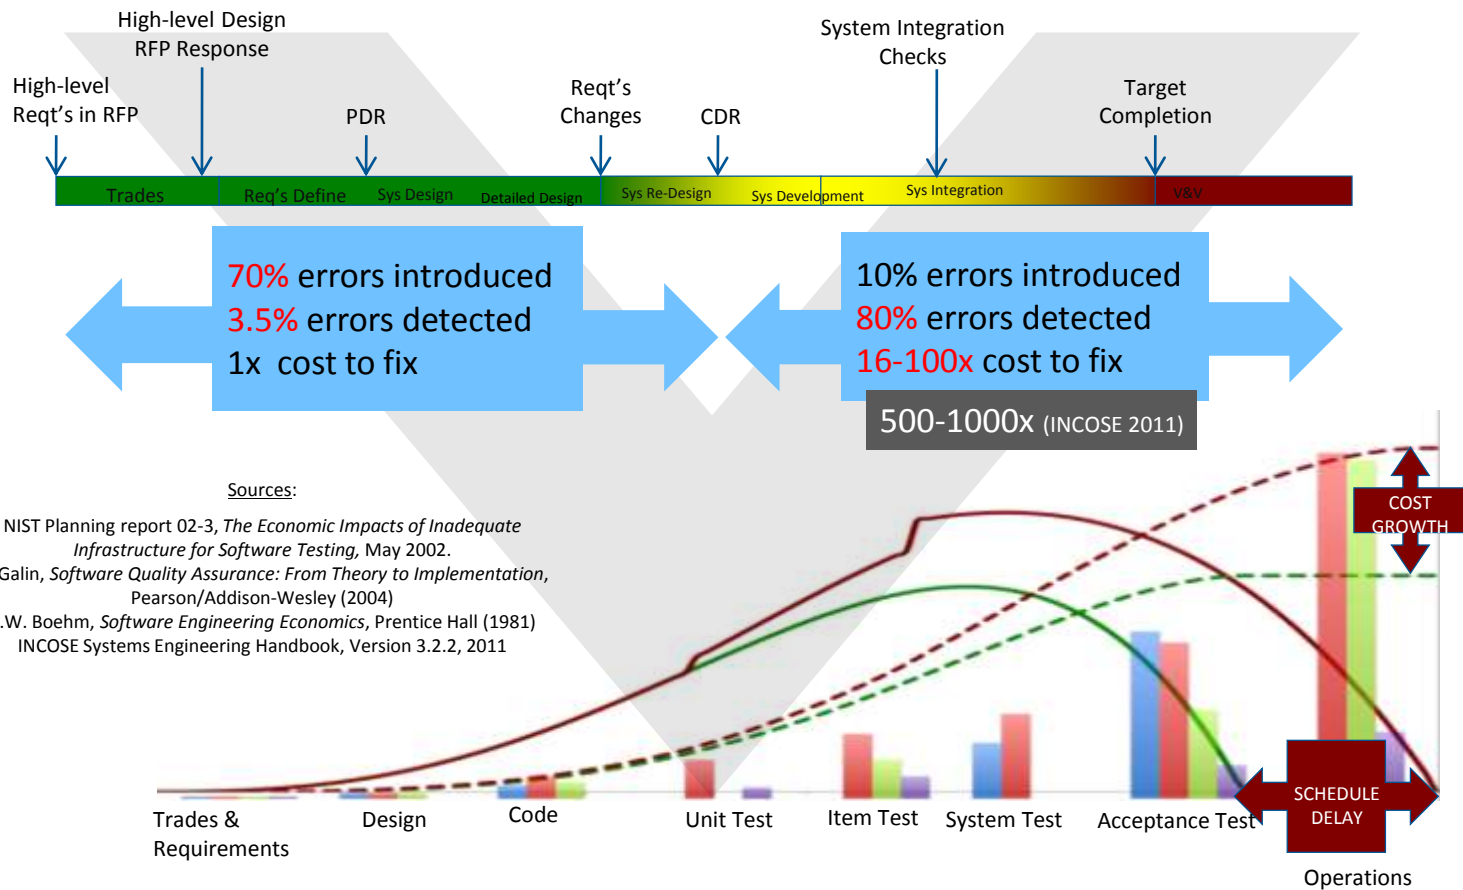 High-level Design
RFP Response
System Integration
Checks
High-level
Reqt's in RFP
PDR
Reqt's
Changes
CDR
Target
Completion
Trades
Req's Define
Sys Design
Detailed Design
Sys Re-Design
Sys Development
Sys Integration
V&V
70% errors introduced
3.5% errors detected
1x cost to fix
10% errors introduced
80% errors detected
16-100x cost to fix
500-1000x (INCOSE 2011)
Sources:
NIST Planning report 02-3, The Economic Impacts of Inadequate
Infrastructure for Software Testing, May 2002.
Galin, Software Quality Assurance: From Theory to Implementation,
Pearson/Addison-Wesley (2004)
.W. Boehm, Software Engineering Economics, Prentice Hall (1981)
INCOSE Systems Engineering Handbook, Version 3.2.2, 2011
COST
GROWTH
SCHEDULE
DELAY
Trades &
Requirements
Design
Code
Unit Test
Item Test
System Test
Acceptance Test
Operations